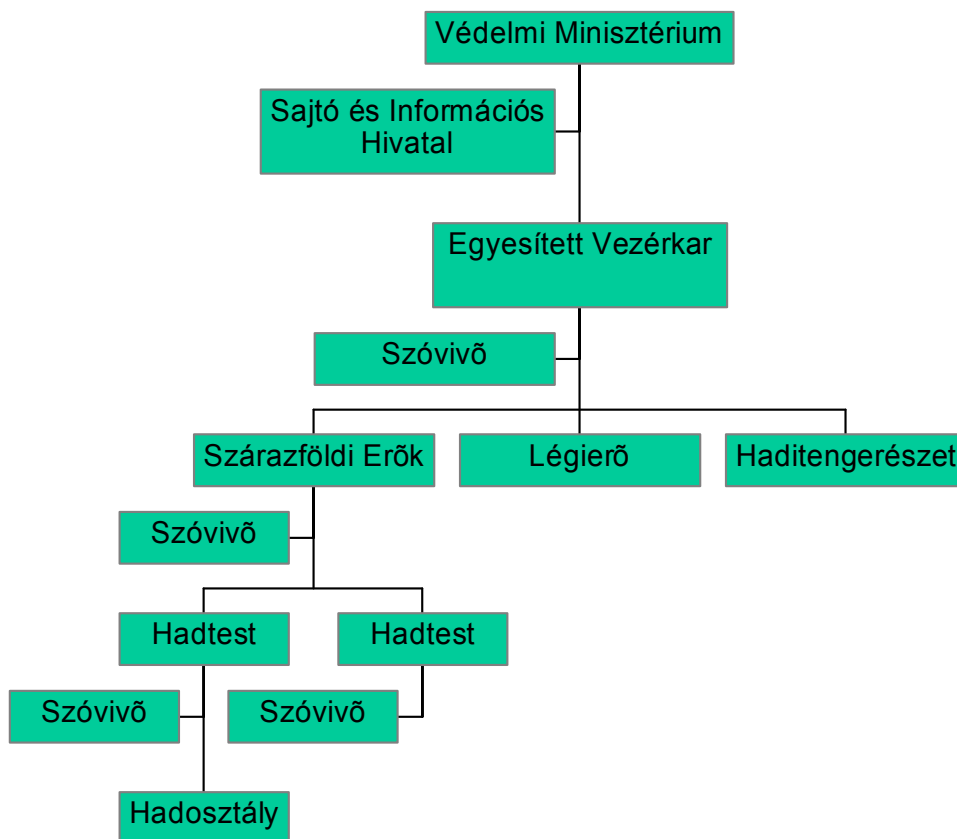 Védelmi Minisztérium
Sajtó és Információs
Hivatal
Egyesített Vezérkar
Szóvivõ
Szárazföldi Erõk
Légierõ
Haditengerészet
Szóvivõ
Hadtest
Hadtest
Szóvivõ
Szóvivõ
Hadosztály